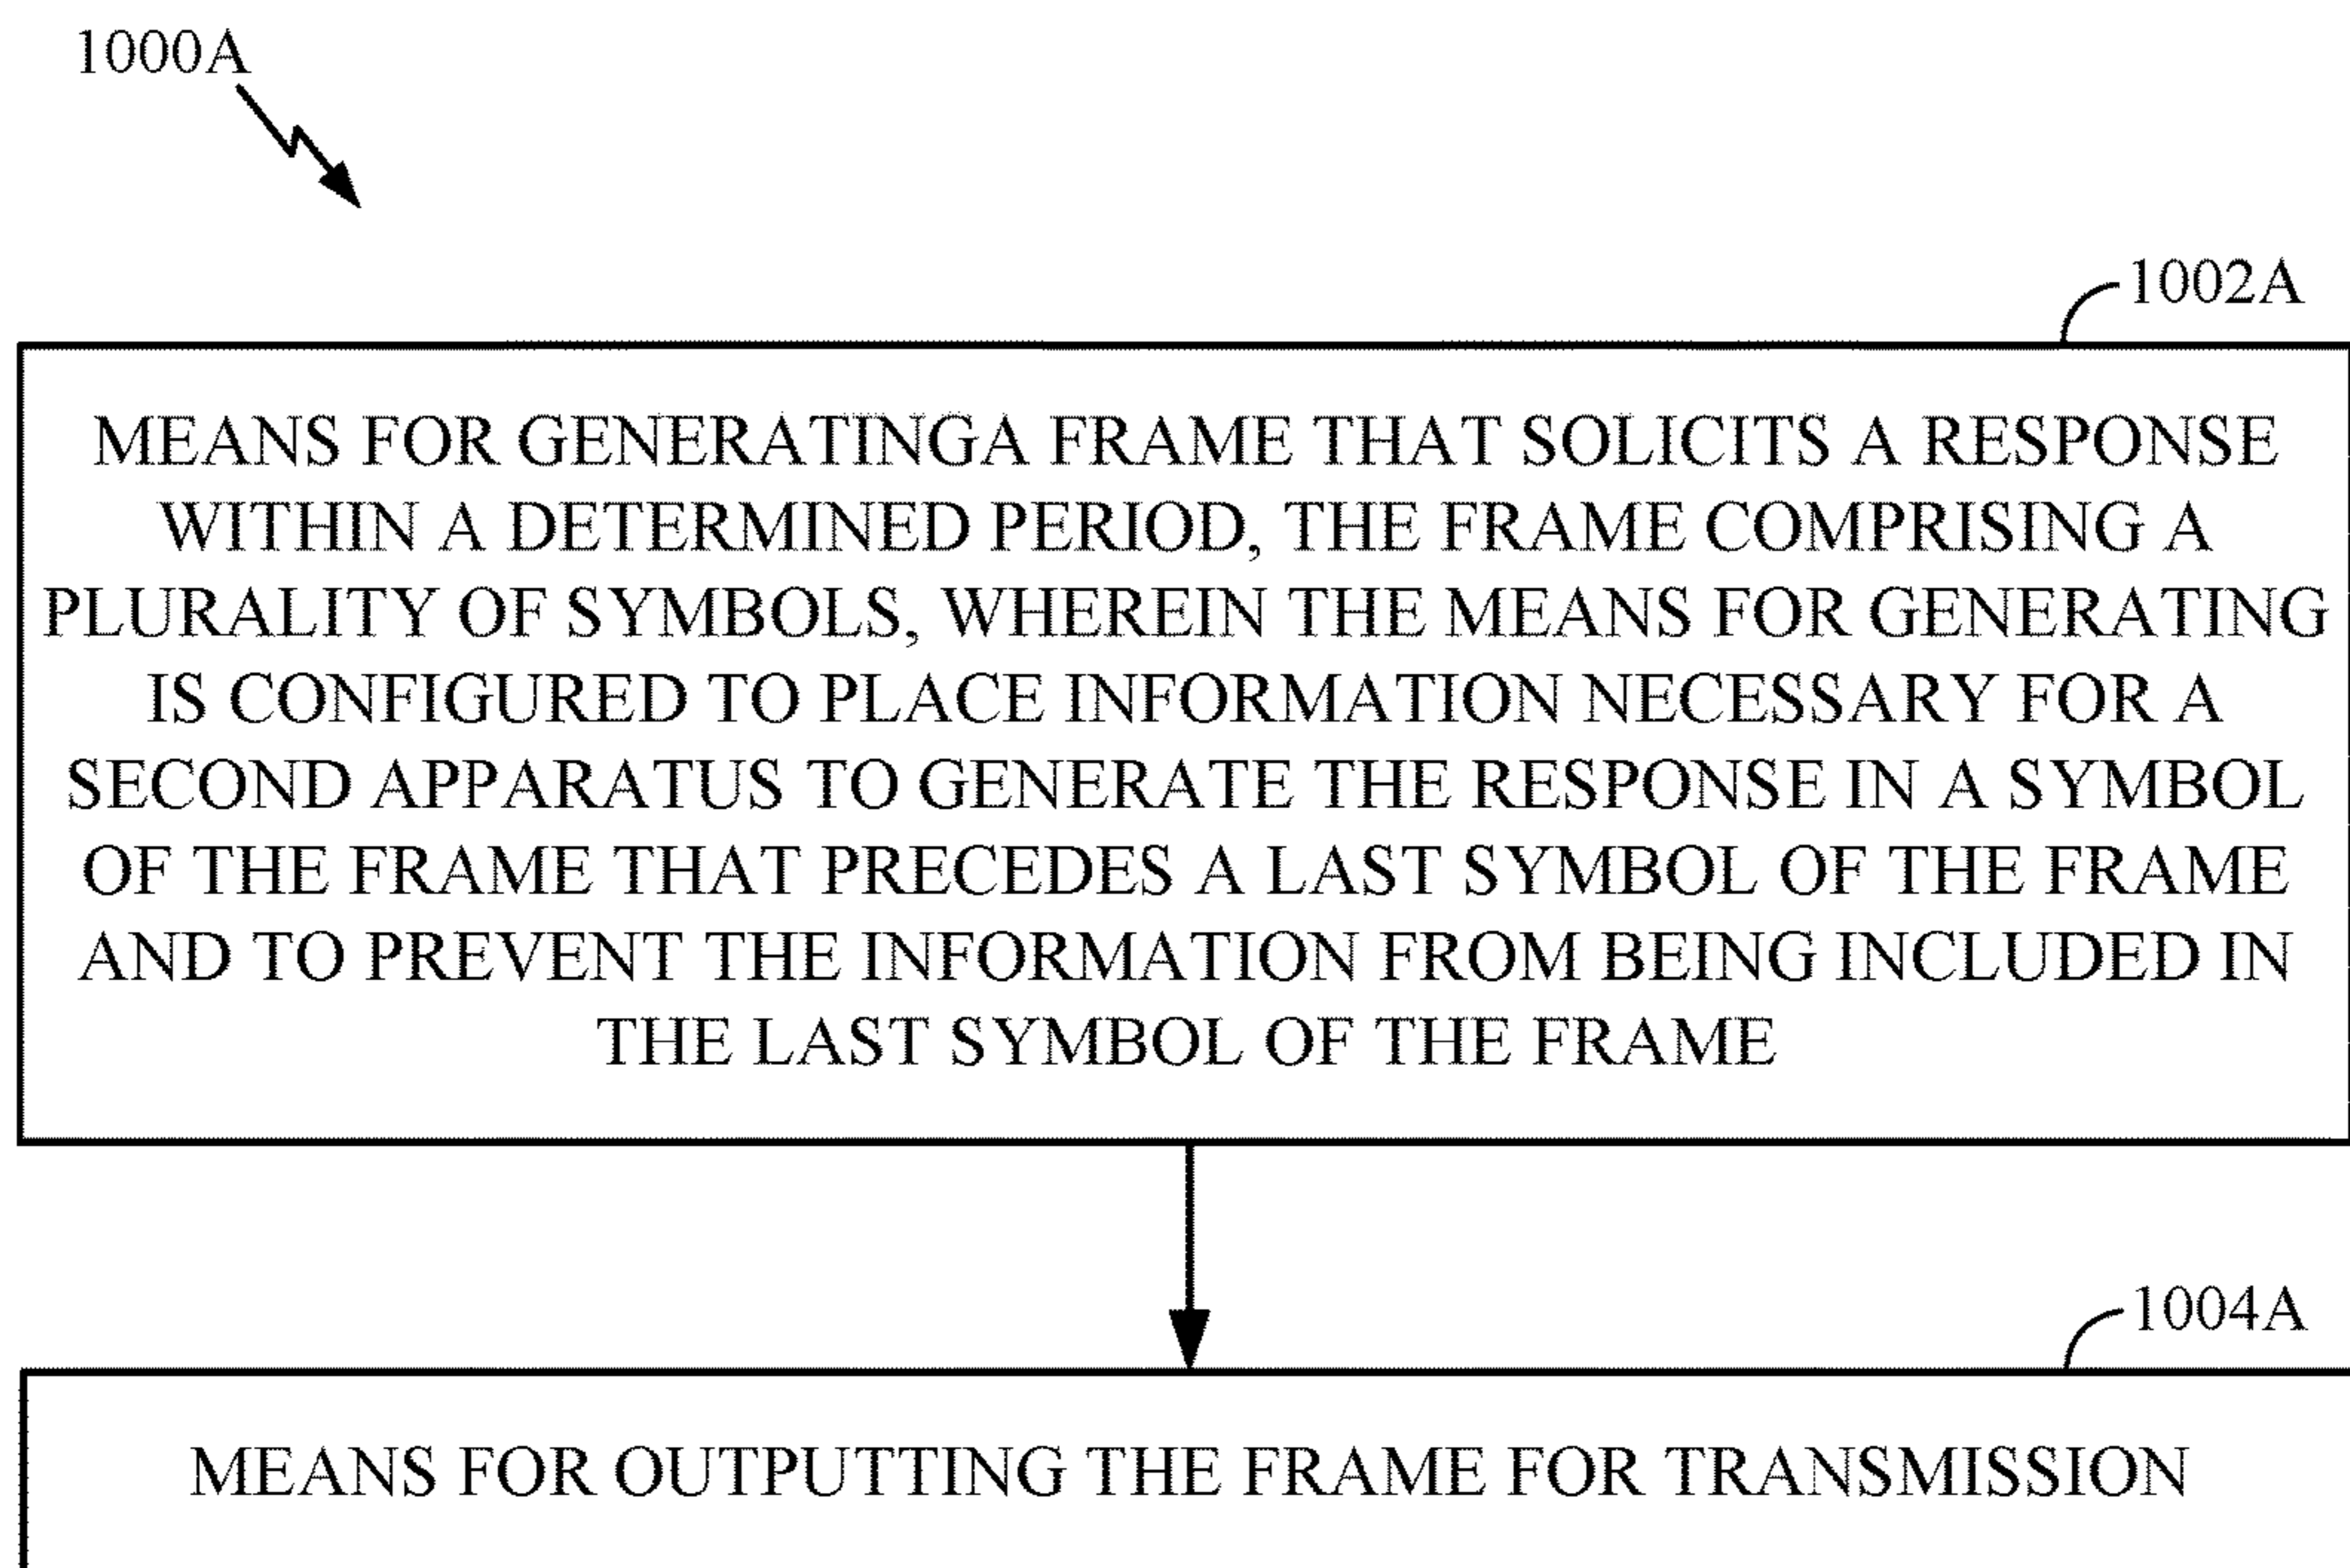 1000A
1002A
MEANS FOR GENERATINGA FRAME THAT SOLICITS A RESPONSE
WITHIN A DETERMINED PERIOD, THE FRAME COMPRISING A
PLURALITY OF SYMBOLS, WHEREIN THE MEANS FOR GENERATING
IS CONFIGURED TO PLACE INFORMATION NECESSARY FOR A
SECOND APPARATUS TO GENERATE THE RESPONSE IN A SYMBOL
OF THE FRAME THAT PRECEDES A LAST SYMBOL OF THE FRAME
AND TO PREVENT THE INFORMATION FROM BEING INCLUDED IN
THE LAST SYMBOL OF THE FRAME
1004A
MEANS FOR OUTPUTTING THE FRAME FOR TRANSMISSION